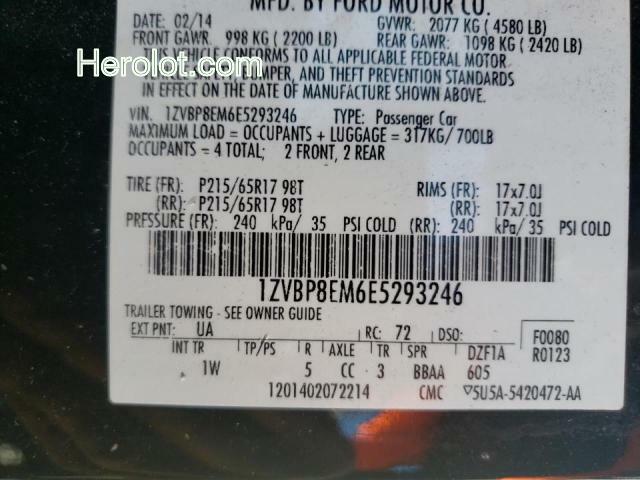 MFD. BY FORD MOTOR CO.
DATE: 02/14 GVWR: 2077 KG (4580 LB)
FRONT GAWR: 998 KG (2200 LB) REAR GAWR: 1098 KG (2420 LB)
THIS VEHICLE CONFORMS TO ALL APPLICABLE FEDERAL MOTOR
Herolot.com BUMPER, AND THEFT PREVENTION STANDARDS
IN EFFECT ON THE DATE OF MANUFACTURE SHOWN ABOVE.
VIN: 1ZVBP8EM6E5293246 TYPE: Passenger Car
MAXIMUM LOAD = OCCUPANTS + LUGGAGE = 317KG/700LB
OCCUPANTS = 4 TOTAL; 2 FRONT, 2 REAR
TIRE (FR): P215/65R17 98T RIMS (FR): 17x7.0J
(RR): P215/65R17 98T (RR): 17x7.0J
PRESSURE (FR): 240 kPa/ 35 PSI COLD (RR): 240 kPa/ 35 PSI COLD
1ZVBP8EM6E5293246
TRAILER TOWING - SEE OWNER GUIDE
EXT PNT: UA RC: 72 DSO: F0080
INT TR TP/PS R AXLE TR SPR DZF1A R0123
1W 5 CC 3 BBAA 605
1201402072214 CMC ▽5U5A-5420472-AA